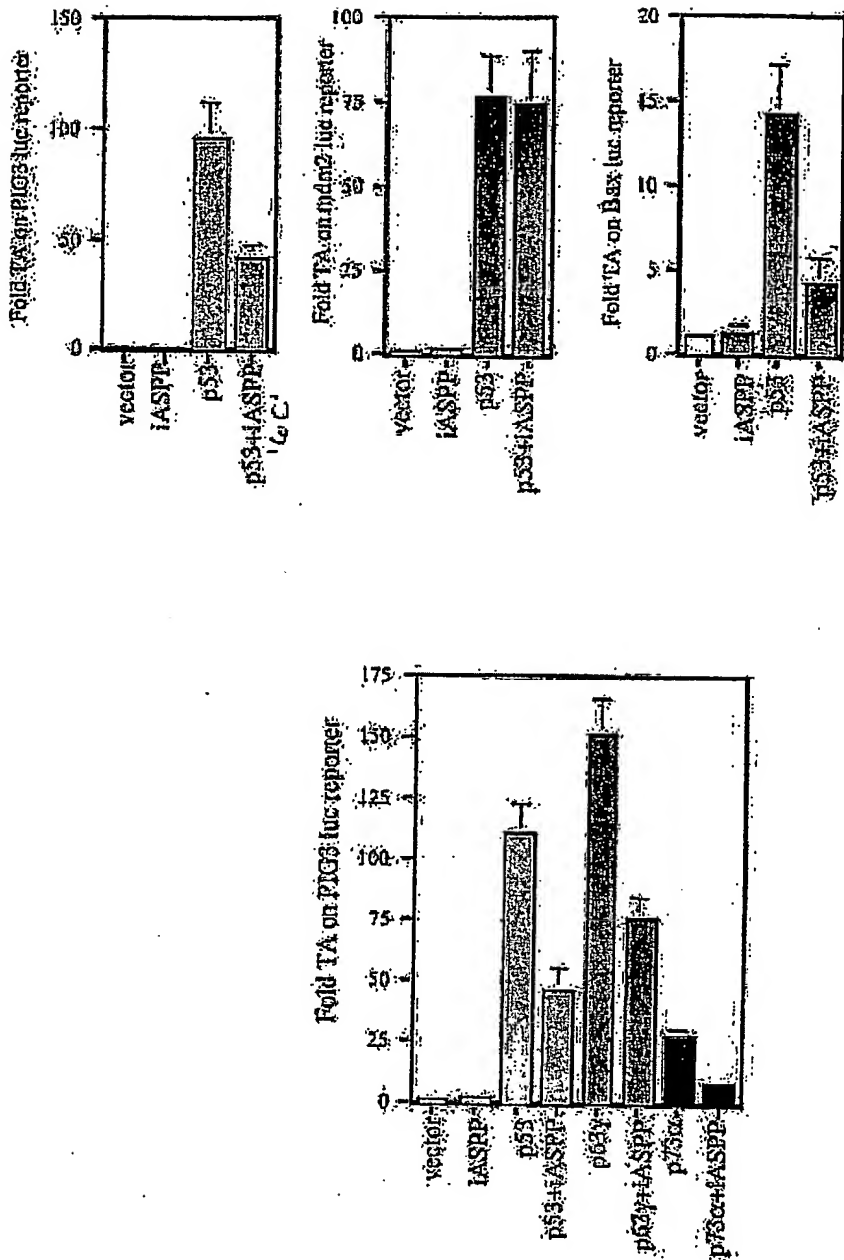 Fold TA on PIG3 luc reporter
150
100
50
0
vector
iASPP
p53
p53+iASPP
Fold TA on mdm2 luc reporter
100
75
50
25
0
vector
iASPP
p53
p53+iASPP
Fold TA on Bax luc reporter
20
15
10
5
0
vector
iASPP
p53
p53+iASPP
Fold TA on PIG3 luc reporter
175
150
125
100
75
50
25
0
vector
iASPP
p53
p53+iASPP
p63γ
p63γ+iASPP
p73α
p73α+iASPP